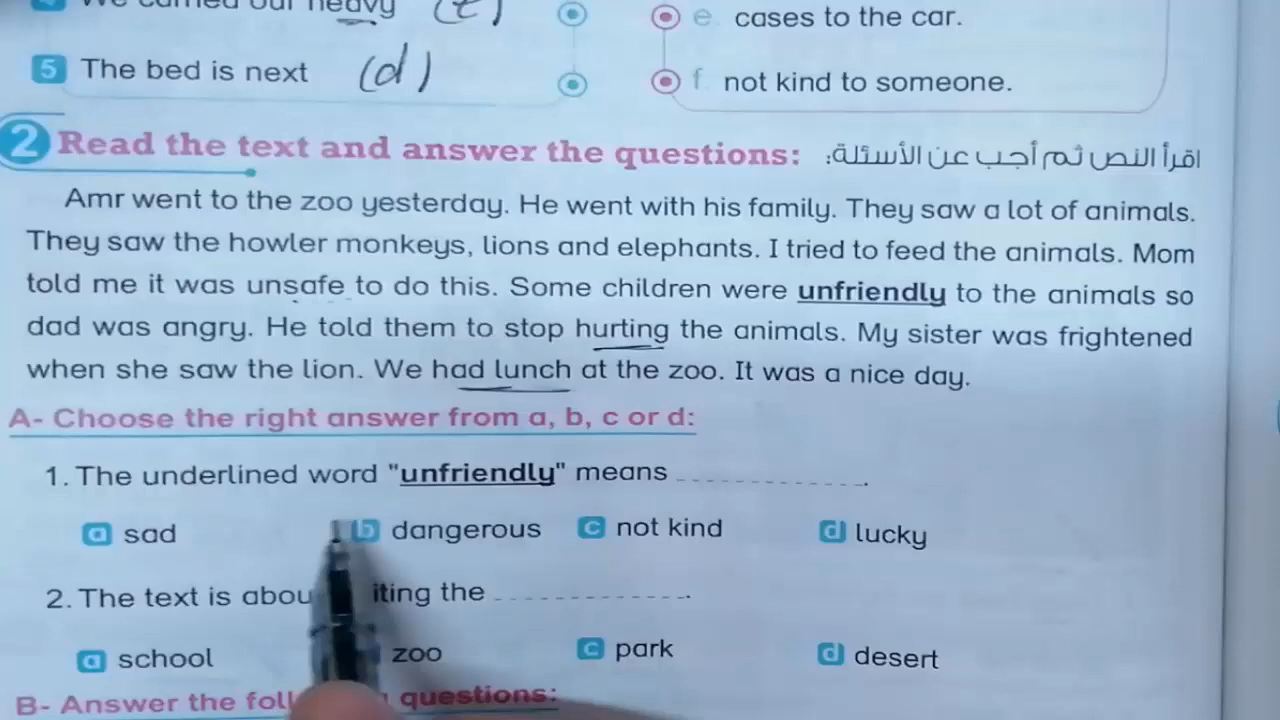 We carried our heavy (e)
e. cases to the car.
5 The bed is next (d)
f. not kind to someone.
2 Read the text and answer the questions: اقرأ النص ثم أجب عن الأسئلة:
Amr went to the zoo yesterday. He went with his family. They saw a lot of animals.
They saw the howler monkeys, lions and elephants. I tried to feed the animals. Mom
told me it was unsafe to do this. Some children were unfriendly to the animals so
dad was angry. He told them to stop hurting the animals. My sister was frightened
when she saw the lion. We had lunch at the zoo. It was a nice day.
A- Choose the right answer from a, b, c or d:
1. The underlined word "unfriendly" means .
a sad b dangerous c not kind d lucky
2. The text is abou iting the .
a school zoo c park d desert
B- Answer the foll questions: